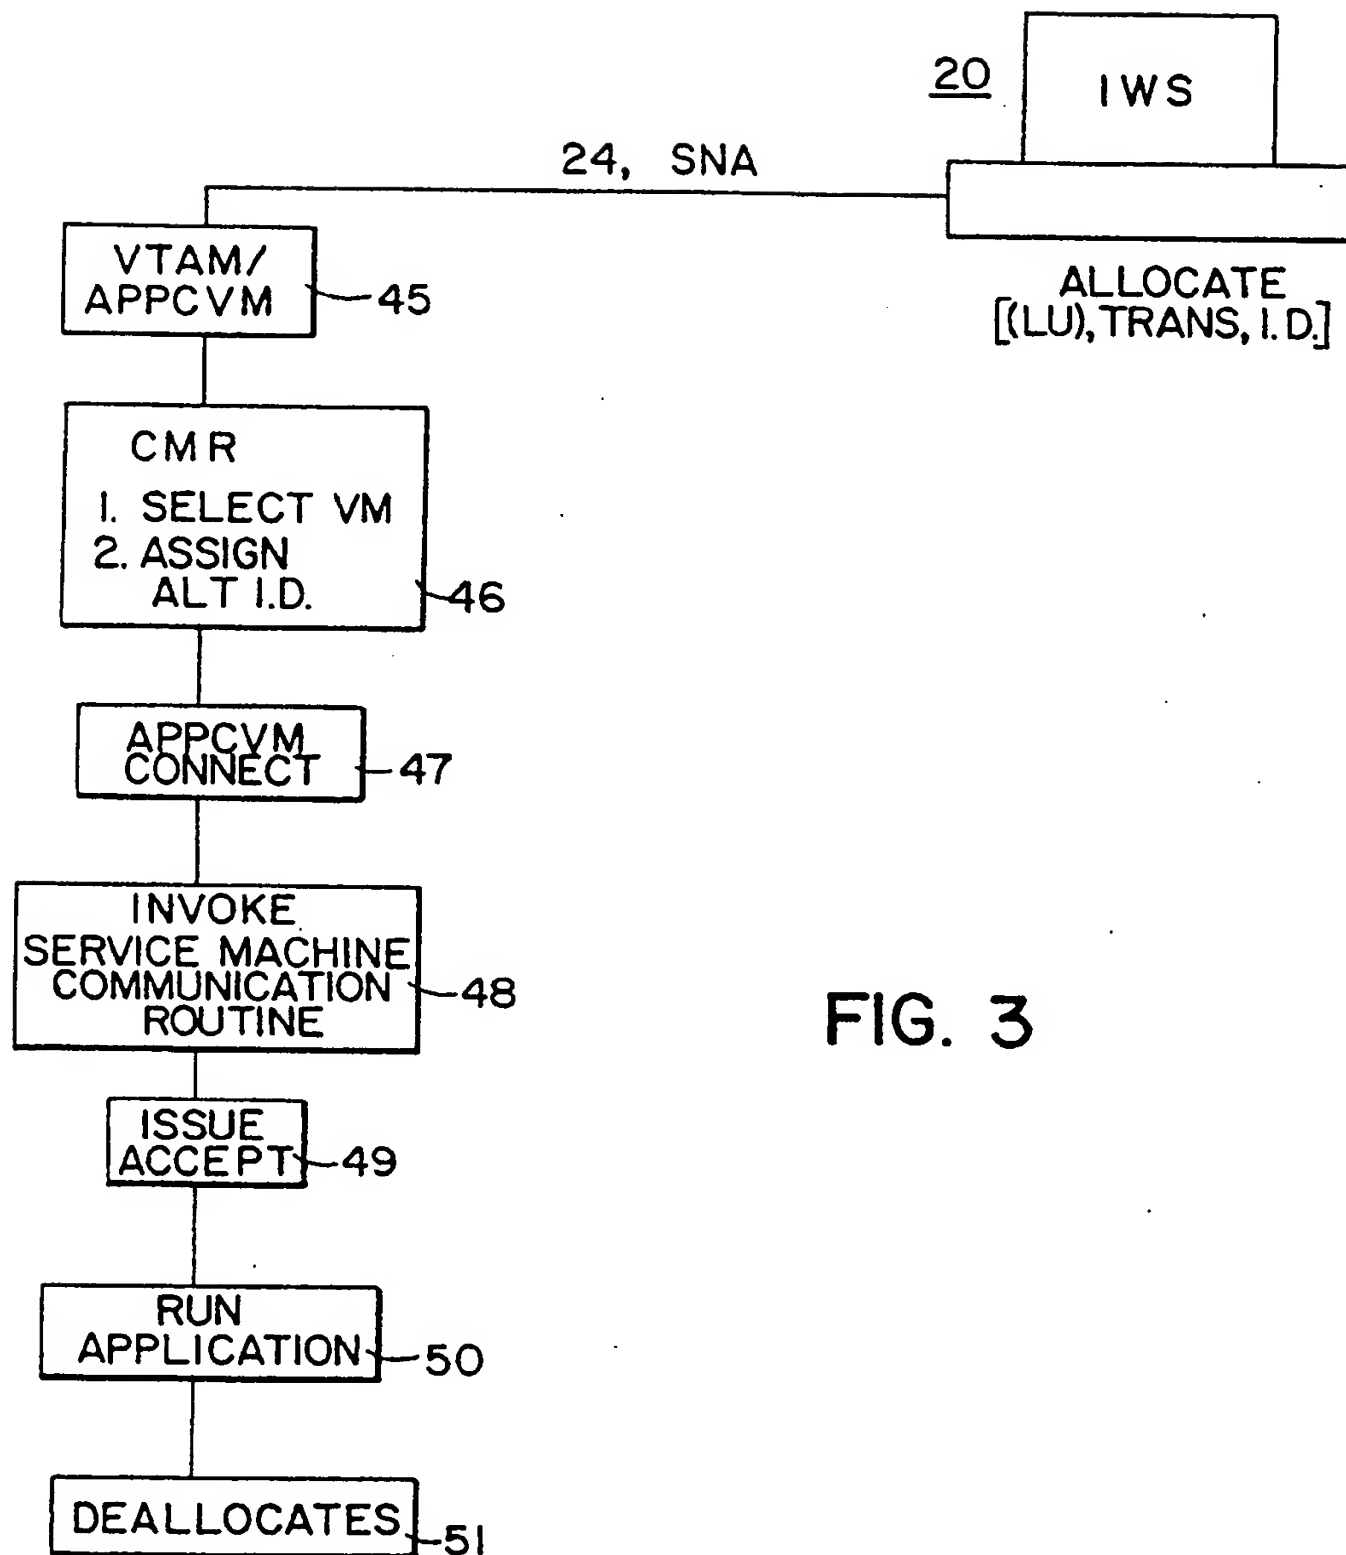 20
IWS
24, SNA
ALLOCATE
[(LU), TRANS, I.D.]
VTAM/
APPCVM
45
CMR
1. SELECT VM
2. ASSIGN
ALT I.D.
46
APPCVM
CONNECT
47
INVOKE
SERVICE MACHINE
COMMUNICATION
ROUTINE
48
FIG. 3
ISSUE
ACCEPT
49
RUN
APPLICATION
50
DEALLOCATES
51